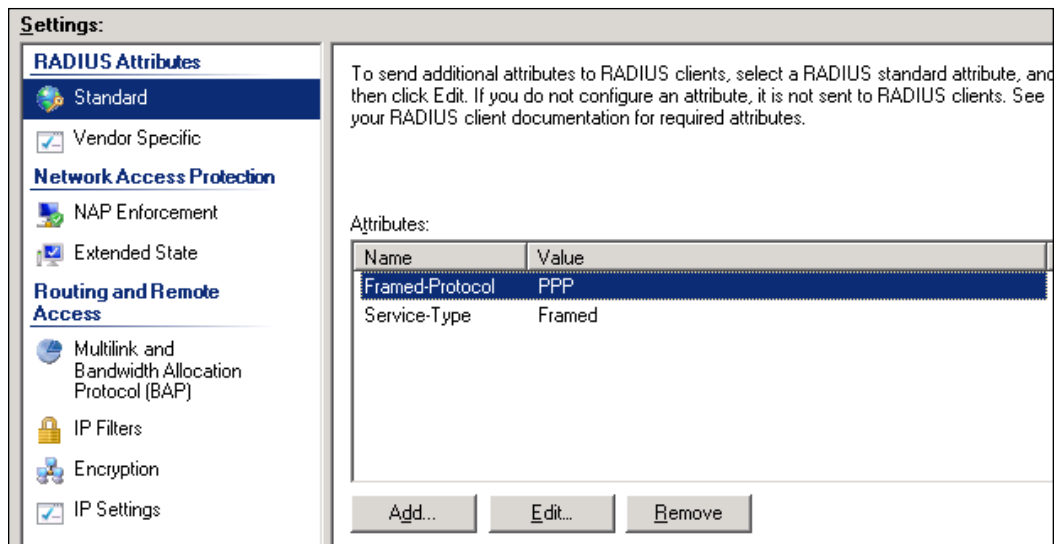 Settings:
RADIUS Attributes
Standard
Vendor Specific
Network Access Protection
NAP Enforcement
Extended State
Routing and Remote
Access
Multilink and
Bandwidth Allocation
Protocol (BAP)
IP Filters
Encryption
IP Settings
To send additional attributes to RADIUS clients, select a RADIUS standard attribute, and
then click Edit. If you do not configure an attribute, it is not sent to RADIUS clients. See
your RADIUS client documentation for required attributes.
Attributes:
Name Value
Framed-Protocol PPP
Service-Type Framed
Add... Edit... Remove